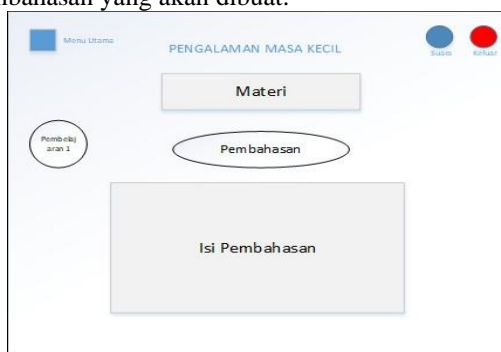 mbahasan yang akan dibuat.
Menu Utama
PENGALAMAN MASA KECIL
Suara
Keluar
Materi
Pembelaj
aran 1
Pembahasan
Isi Pembahasan